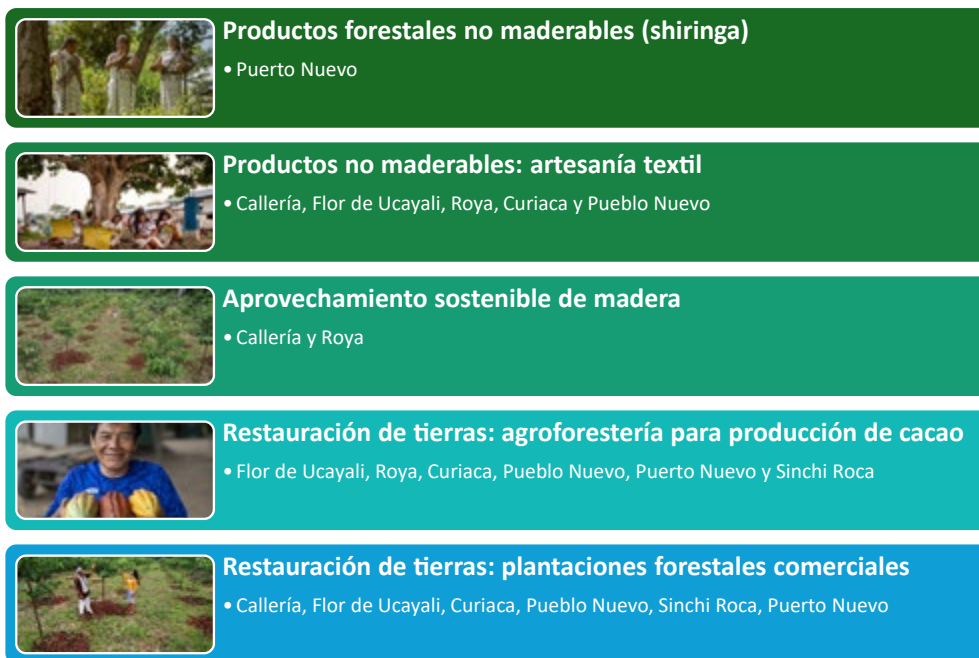 Productos forestales no maderables (shiringa)
• Puerto Nuevo
Productos no maderables: artesanía textil
• Callería, Flor de Ucayali, Roya, Curiaca y Pueblo Nuevo
Aprovechamiento sostenible de madera
• Callería y Roya
Restauración de tierras: agroforestería para producción de cacao
• Flor de Ucayali, Roya, Curiaca, Pueblo Nuevo, Puerto Nuevo y Sinchi Roca
Restauración de tierras: plantaciones forestales comerciales
• Callería, Flor de Ucayali, Curiaca, Pueblo Nuevo, Sinchi Roca, Puerto Nuevo